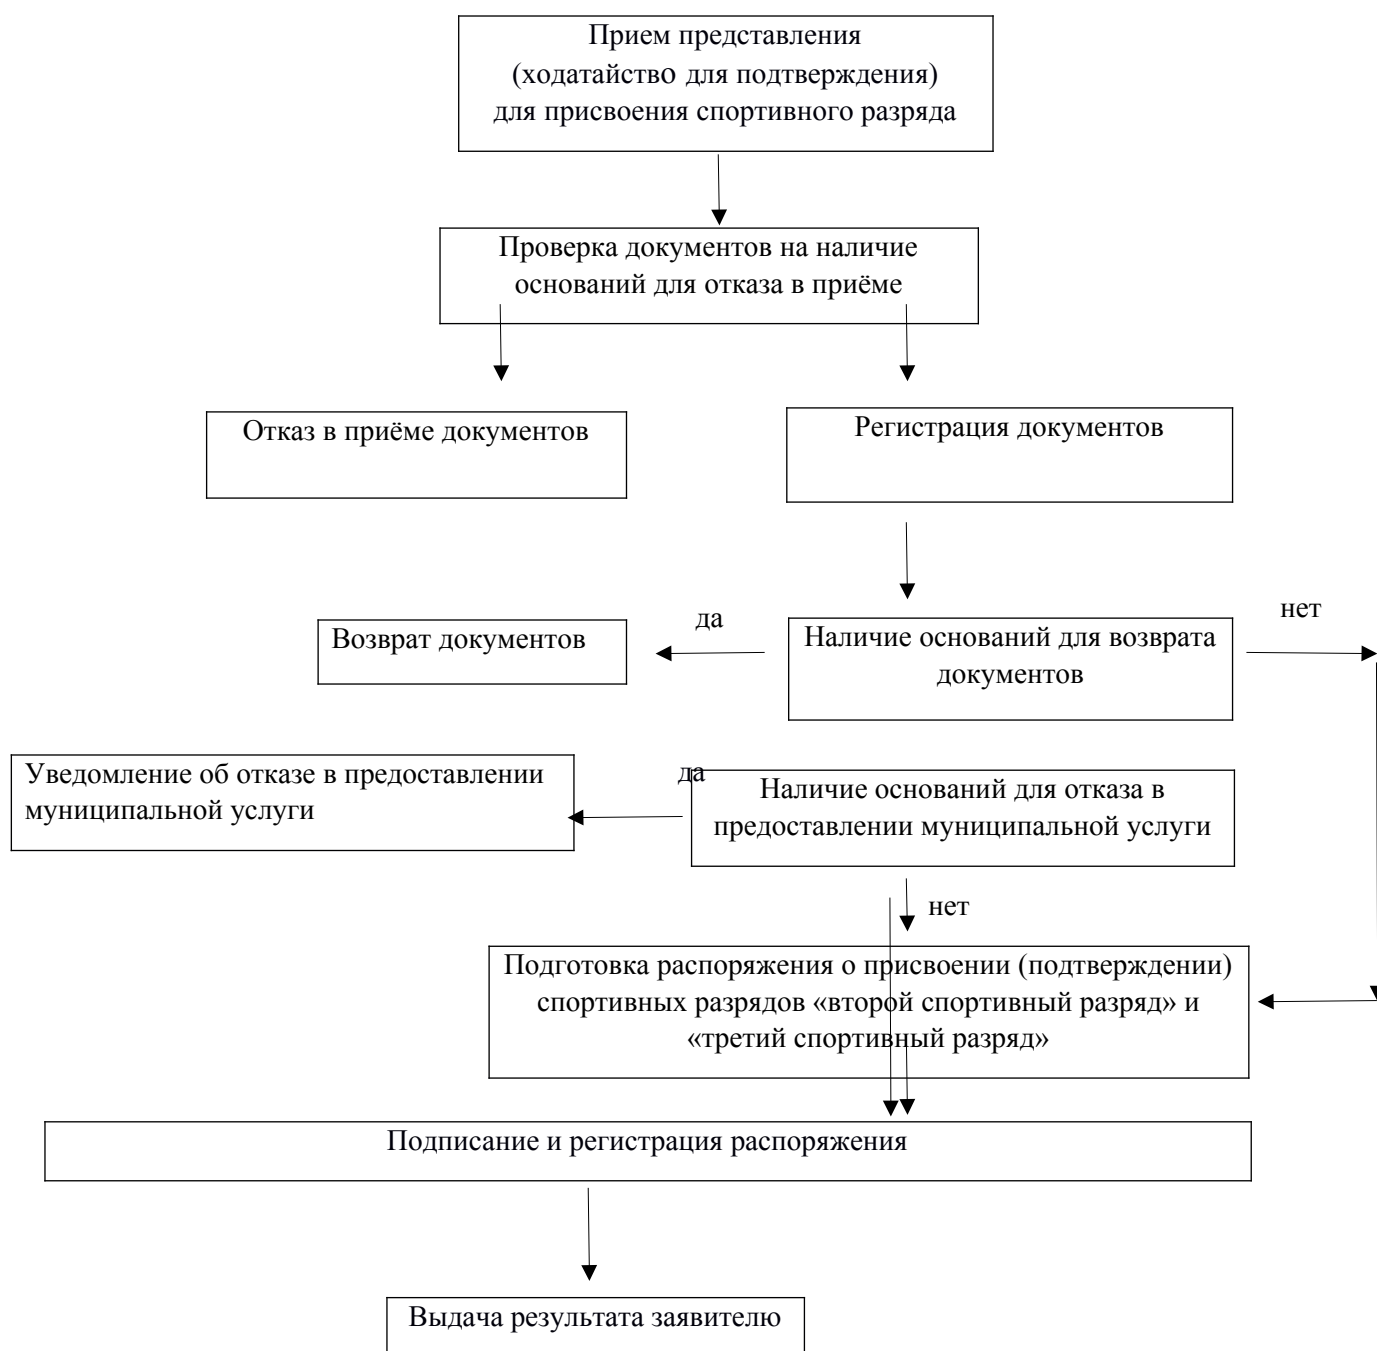 Прием представления
(ходатайство для подтверждения)
для присвоения спортивного разряда
Проверка документов на наличие
оснований для отказа в приёме
Отказ в приёме документов
Регистрация документов
Возврат документов
да
Наличие оснований для возврата
документов
нет
Уведомление об отказе в предоставлении
муниципальной услуги
да
Наличие оснований для отказа в
предоставлении муниципальной услуги
нет
Подготовка распоряжения о присвоении (подтверждении)
спортивных разрядов «второй спортивный разряд» и
«третий спортивный разряд»
Подписание и регистрация распоряжения
Выдача результата заявителю